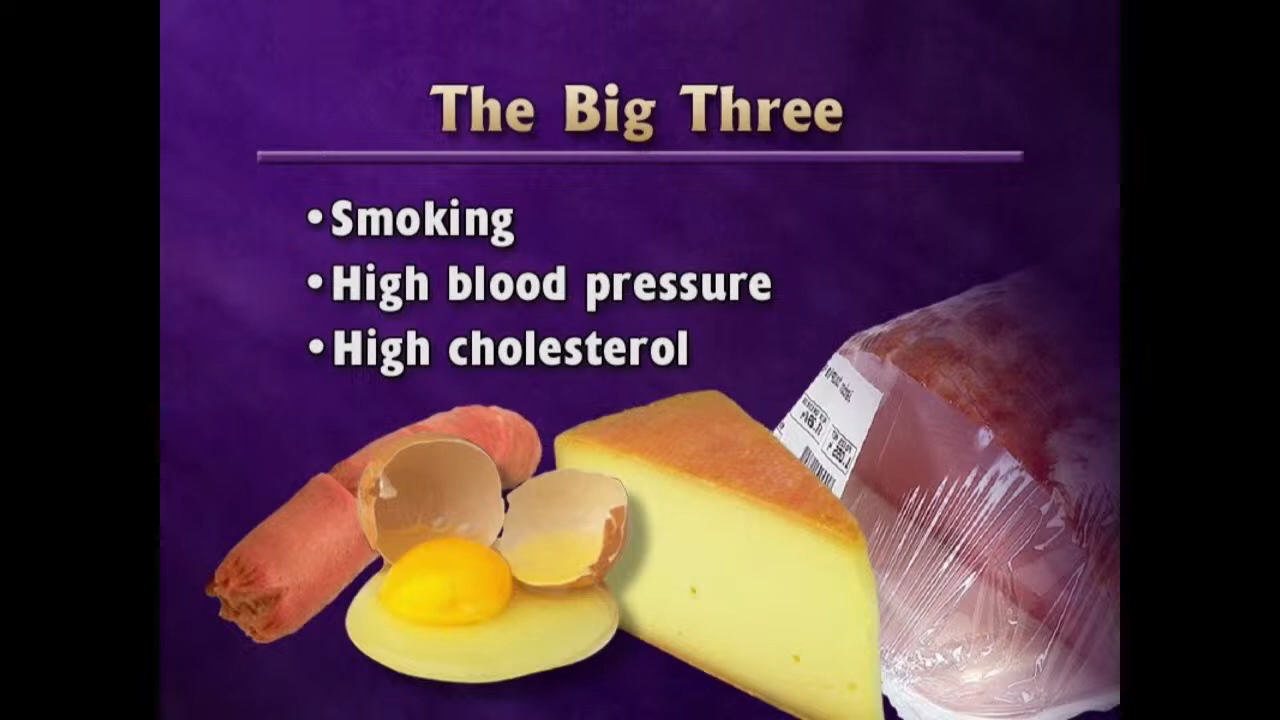 The Big Three
•Smoking
•High blood pressure
•High cholesterol